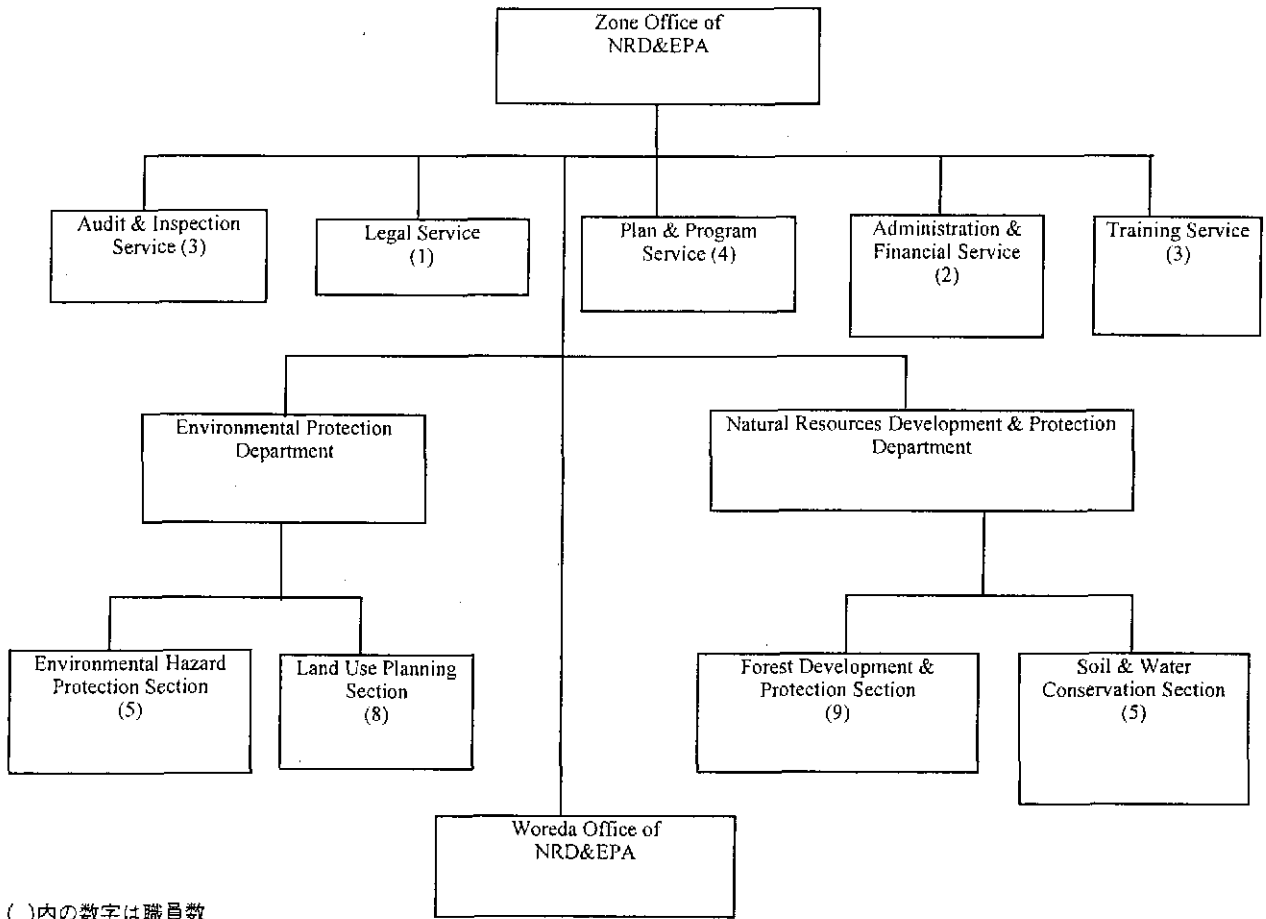 Zone Office of
NRD&EPA
Audit & Inspection
Service (3)
Legal Service
(1)
Plan & Program
Service (4)
Administration &
Financial Service
(2)
Training Service
(3)
Environmental Protection
Department
Natural Resources Development & Protection
Department
Environmental Hazard
Protection Section
(5)
Land Use Planning
Section
(8)
Forest Development &
Protection Section
(9)
Soil & Water
Conservation Section
(5)
Woreda Office of
NRD&EPA
( )内の数字は職員数